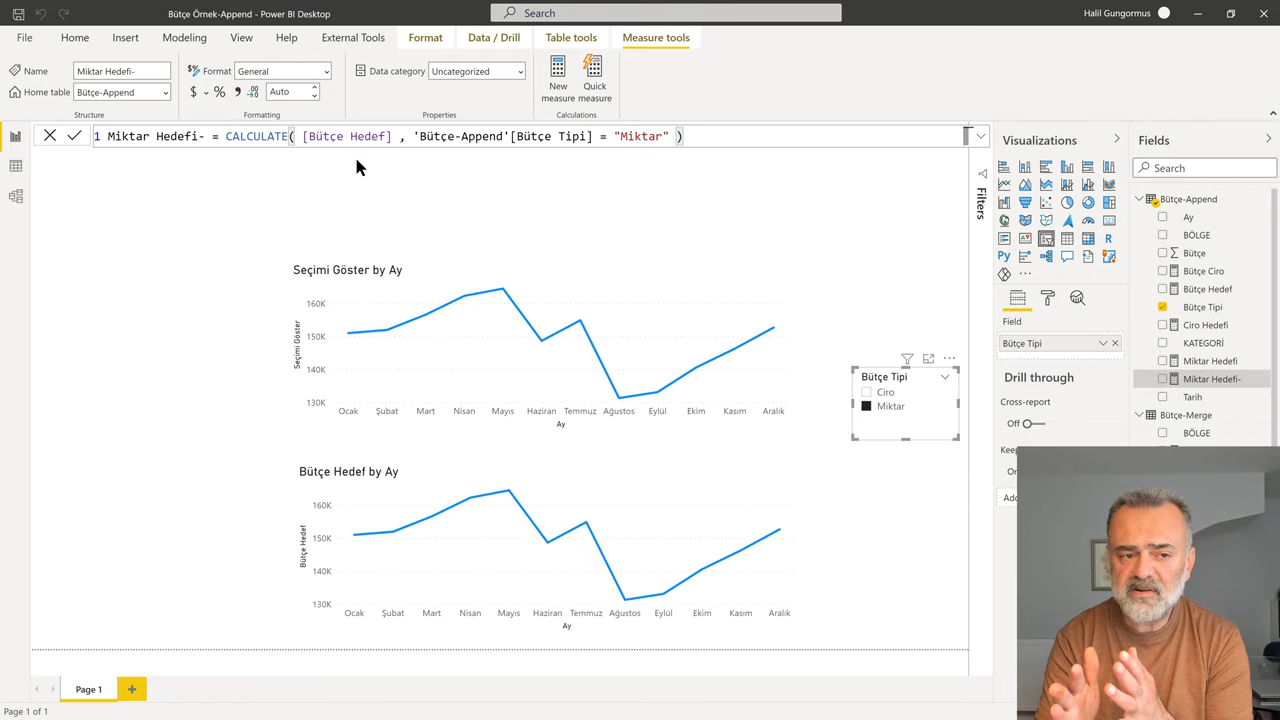 Bütçe Örnek-Append - Power BI Desktop
Search
Halil Gungormus
File Home Insert Modeling View Help External Tools Format Data / Drill Table tools Measure tools
Name Miktar Hedefi-
Home table Bütçe-Append
Structure
Format General
$ % Auto
Formatting
Data category Uncategorized
Properties
New measure
Quick measure
Calculations
1 Miktar Hedefi- = CALCULATE( [Bütçe Hedef] , 'Bütçe-Append'[Bütçe Tipi] = "Miktar" )
Seçimi Göster by Ay
Seçimi Göster
160K
150K
140K
130K
Ocak Şubat Mart Nisan Mayıs Haziran Temmuz Ağustos Eylül Ekim Kasım Aralık
Ay
Bütçe Hedef by Ay
Bütçe Hedef
160K
150K
140K
130K
Ocak Şubat Mart Nisan Mayıs Haziran Temmuz Ağustos Eylül Ekim Kasım Aralık
Ay
Bütçe Tipi
Ciro
Miktar
Filters
Visualizations
R
Py
Field
Bütçe Tipi
Drill through
Cross-report
Off
Fields
Search
Bütçe-Append
Ay
BÖLGE
Bütçe
Bütçe Ciro
Bütçe Hedef
Bütçe Tipi
Ciro Hedefi
KATEGORİ
Miktar Hedefi
Miktar Hedefi-
Tarih
Bütçe-Merge
BÖLGE
Page 1
Page 1 of 1